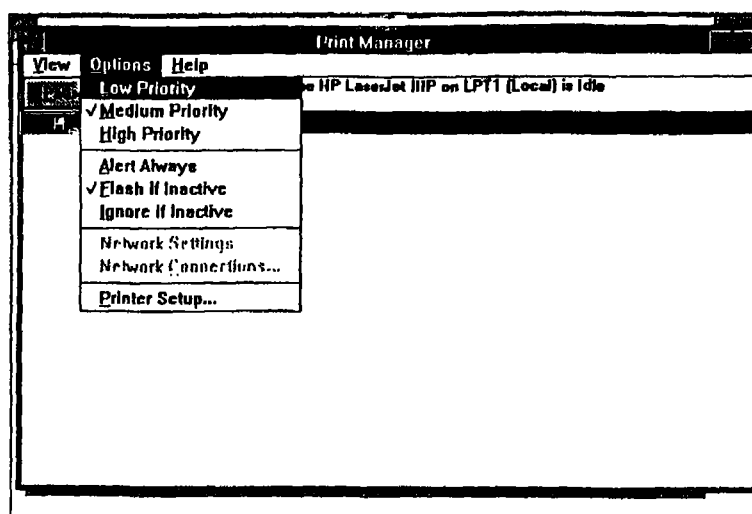 Print Manager
View Options Help
Low Priority
HP LaserJet IIIP on LPT1 (Local) is Idle
✓Medium Priority
High Priority
Alert Always
✓Flash if Inactive
Ignore if Inactive
Network Settings
Network Connections...
Printer Setup...